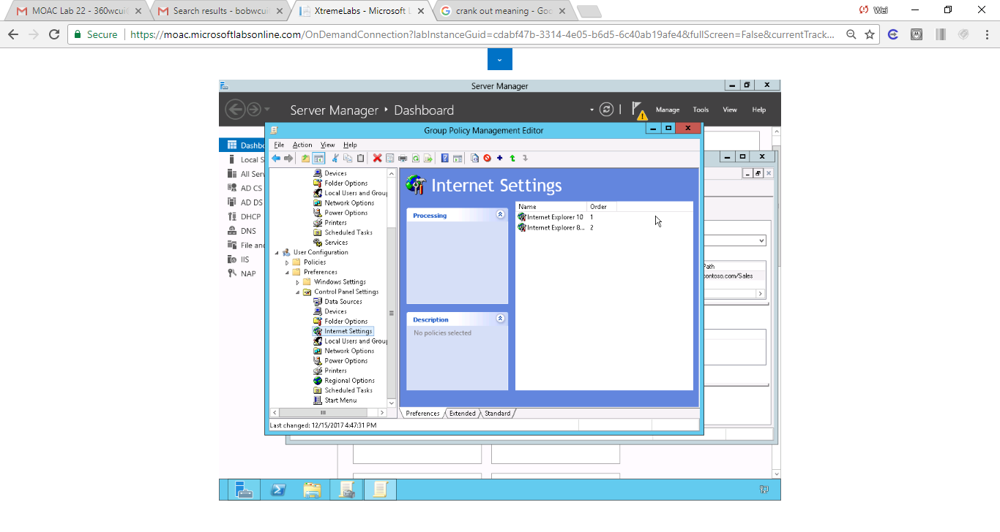 MOAC Lab 22 - 360wcui
Search results - bobwcui
XtremeLabs - Microsoft L
crank out meaning - Goo
Wei
Secure
https://moac.microsoftlabsonline.com/OnDemandConnection?labInstanceGuid=cdabf47b-3314-4e05-b6d5-6c40ab19afe4&fullScreen=False&currentTrack...
Server Manager
Server Manager • Dashboard
Manage Tools View Help
Group Policy Management Editor
File Action View Help
Dashbo
Local S
All Serv
AD CS
AD DS
DHCP
DNS
File and
IIS
NAP
Devices
Folder Options
Local Users and Group
Network Options
Power Options
Printers
Scheduled Tasks
Services
User Configuration
Policies
Preferences
Windows Settings
Control Panel Settings
Data Sources
Devices
Folder Options
Internet Settings
Local Users and Group
Network Options
Power Options
Printers
Regional Options
Scheduled Tasks
Start Menu
Internet Settings
Processing
Description
No policies selected
Name Order
Internet Explorer 10 1
Internet Explorer 8... 2
Path
contoso.com/Sales
Preferences Extended Standard
Last changed: 12/15/2017 4:47:31 PM